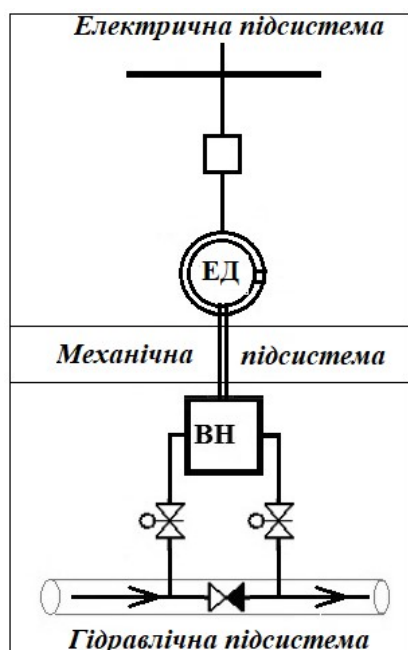 Електрична підсистема
ЕД
Механічна підсистема
ВН
Гідравлічна підсистема